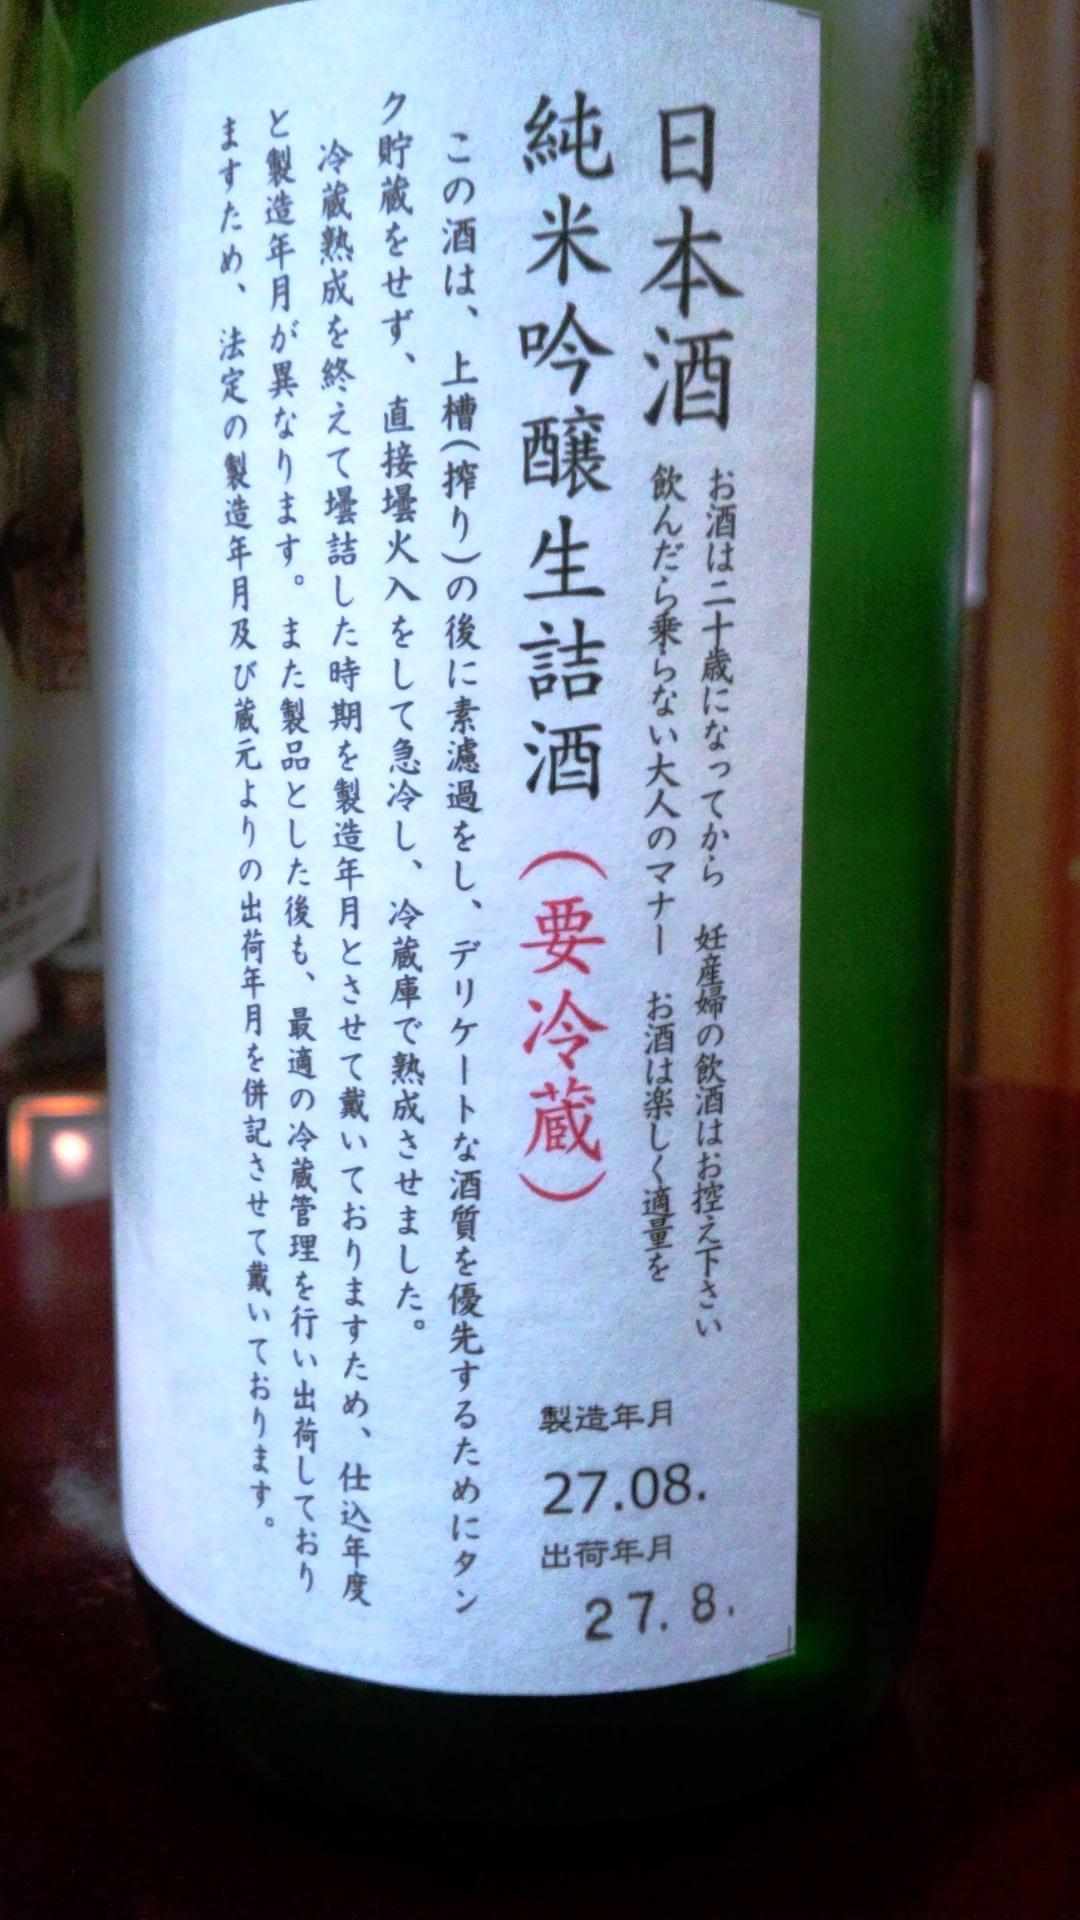 日本酒
お酒は二十歳になってから　妊産婦の飲酒はお控え下さい
飲んだら乗らない大人のマナー　お酒は楽しく適量を
純米吟醸生詰酒（要冷蔵）
この酒は、上槽（搾り）の後に素濾過をし、デリケートな酒質を優先するためにタン
ク貯蔵をせず、直接壜火入をして急冷し、冷蔵庫で熟成させました。
冷蔵熟成を終えて壜詰した時期を製造年月とさせて戴いておりますため、仕込年度
と製造年月が異なります。また製品とした後も、最適の冷蔵管理を行い出荷しており
ますため、法定の製造年月及び蔵元よりの出荷年月を併記させて戴いております。
製造年月
27.08.
出荷年月
27.8.